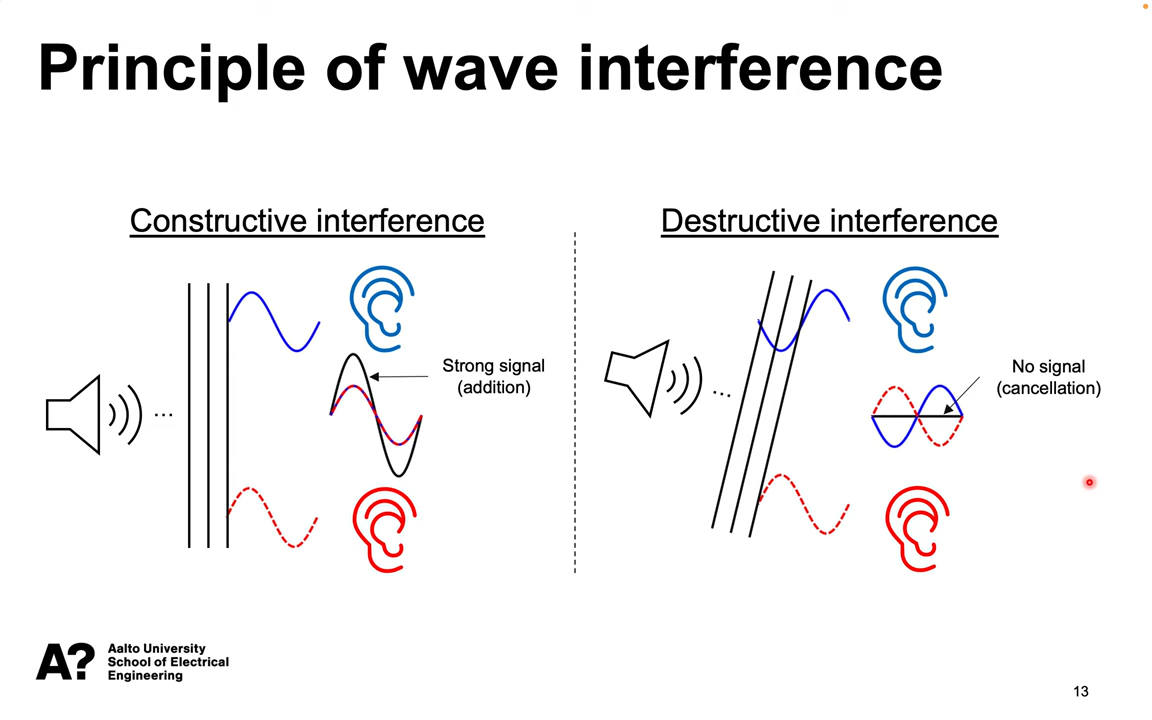 Principle of wave interference
Constructive interference
Strong signal
(addition)
Destructive interference
No signal
(cancellation)
...
...
A?
Aalto University
School of Electrical
Engineering
13